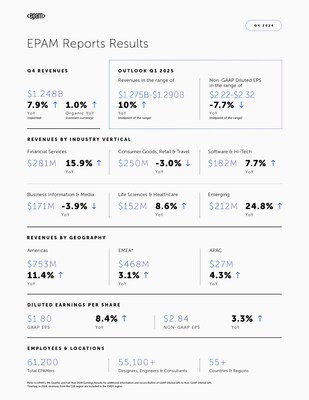 <epam>
Q4 2024
EPAM Reports Results
Q4 REVENUES
$1.248B
7.9% ↑ 1.0% ↑
YoY Organic YoY
(reported) (constant currency)
OUTLOOK Q1 2025
Revenues in the range of
$1.275B-$1.290B
10% ↑
YoY
(midpoint of the range)
Non-GAAP Diluted EPS
in the range of
$2.22-$2.32
-7.7% ↓
YoY
(midpoint of the range)
REVENUES BY INDUSTRY VERTICAL
Financial Services
$281M 15.9% ↑
YoY
Consumer Goods, Retail & Travel
$250M -3.0% ↓
YoY
Software & Hi-Tech
$182M 7.7% ↑
YoY
Business Information & Media
$171M -3.9% ↓
YoY
Life Sciences & Healthcare
$152M 8.6% ↑
YoY
Emerging
$212M 24.8% ↑
YoY
REVENUES BY GEOGRAPHY
Americas
$753M
11.4% ↑
YoY
EMEA*
$468M
3.1% ↑
YoY
APAC
$27M
4.3% ↑
YoY
DILUTED EARNINGS PER SHARE
$1.80 8.4% ↑
GAAP EPS YoY
$2.84 3.3% ↑
NON-GAAP EPS YoY
EMPLOYEES & LOCATIONS
61,200
Total EPAMers
55,100+
Designers, Engineers & Consultants
55+
Countries & Regions